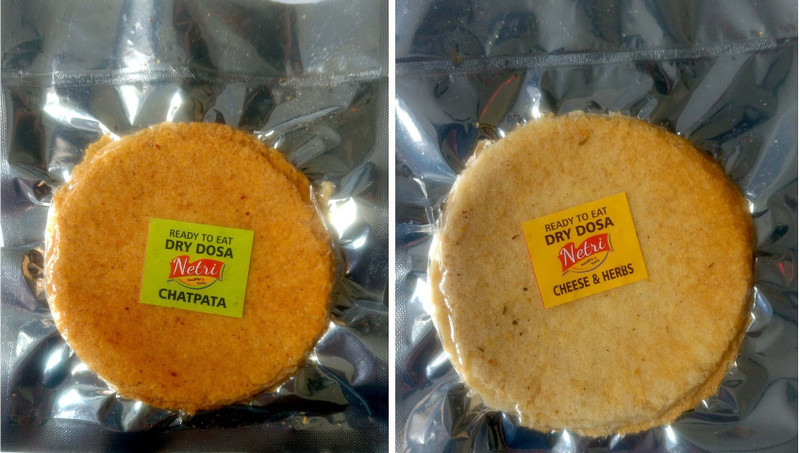 READY TO EAT
DRY DOSA
Netri
CHATPATA
READY TO EAT
DRY DOSA
Netri
CHEESE & HERBS